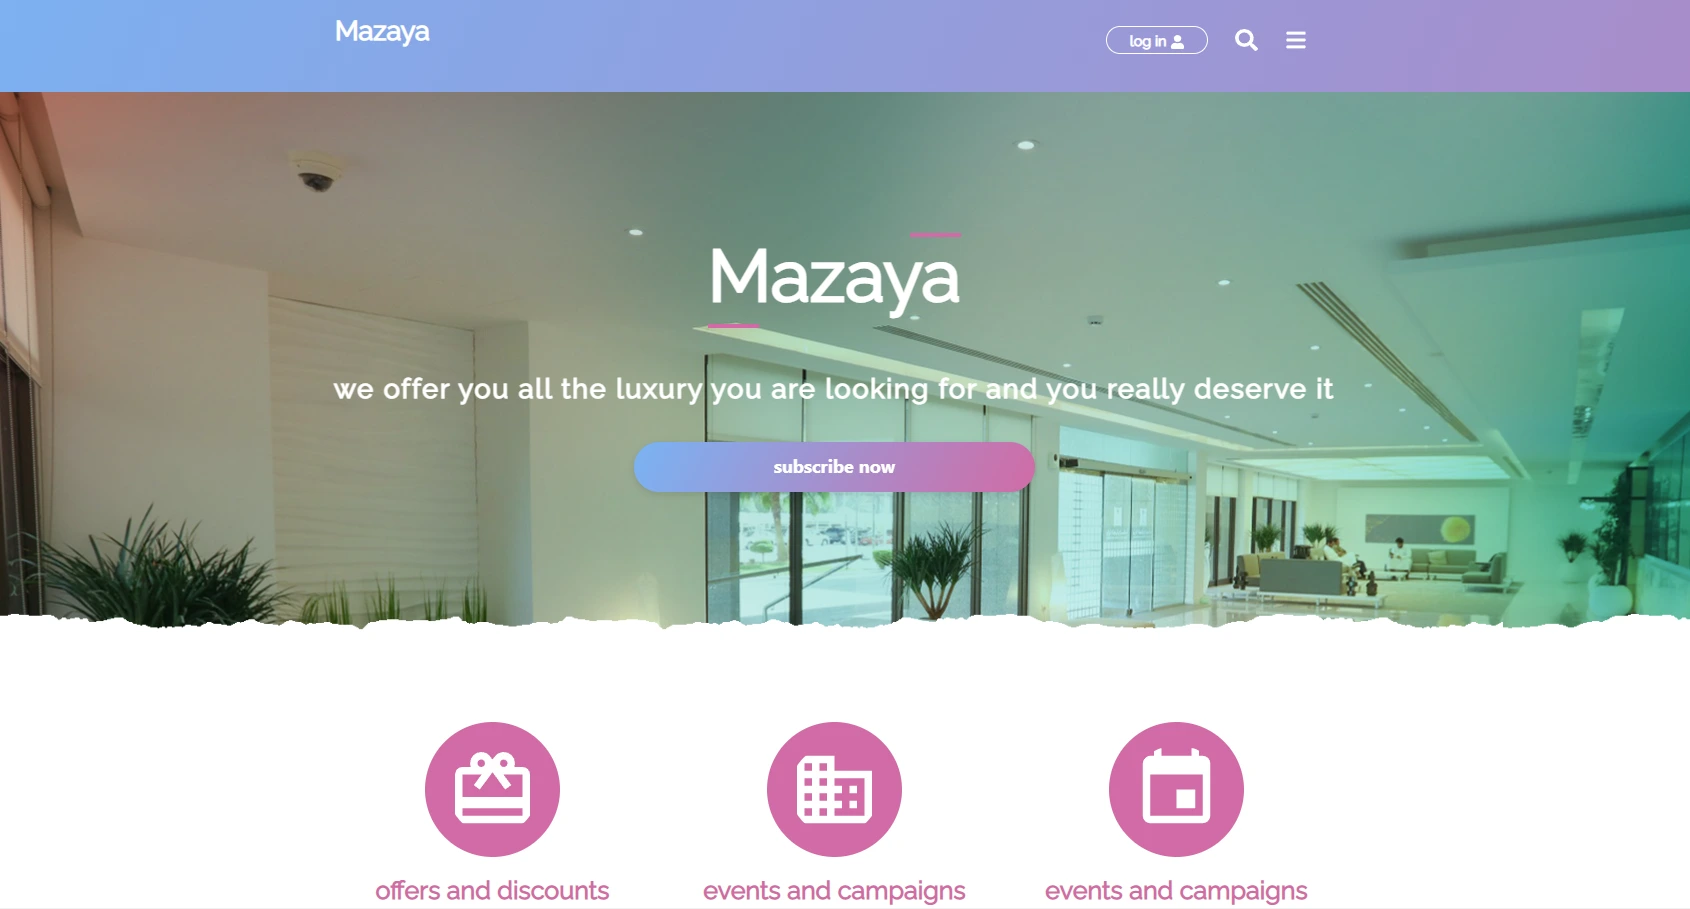 Mazaya
log in
Mazaya
we offer you all the luxury you are looking for and you really deserve it
subscribe now
offers and discounts
events and campaigns
events and campaigns